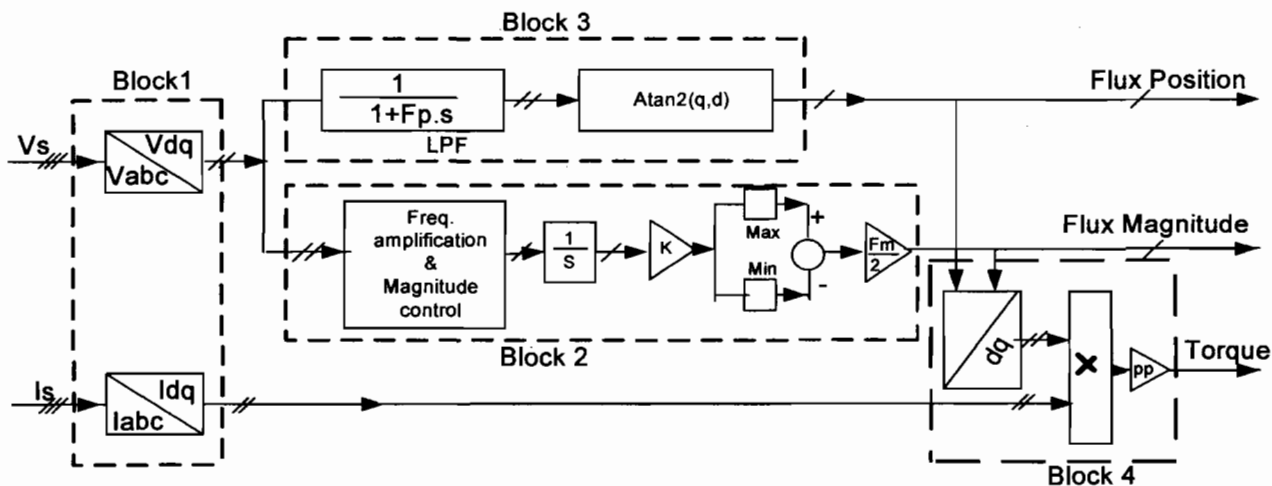 Block 3
Block1
1
1+Fp.s
LPF
Atan2(q,d)
Flux Position
Vs
Vdq
Vabc
Freq.
amplification
&
Magnitude
control
1
S
K
Max
Min
+
-
Fm
2
Flux Magnitude
Block 2
Is
Idq
Iabc
dq
X
pp
Torque
Block 4